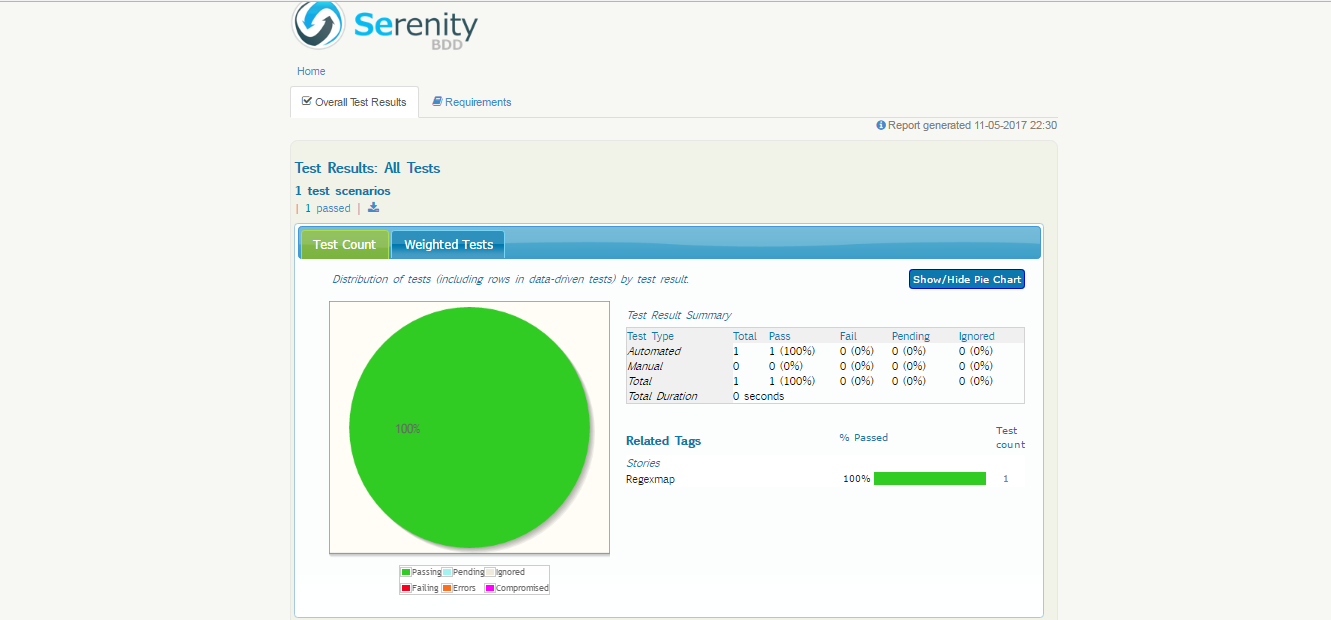 Serenity
BDD
Home
Overall Test Results
Requirements
Report generated 11-05-2017 22:30
Test Results: All Tests
1 test scenarios
| 1 passed |
Test Count
Weighted Tests
Distribution of tests (including rows in data-driven tests) by test result.
Show/Hide Pie Chart
100%
Passing Pending Ignored
Failing Errors Compromised
Test Result Summary
Test Type Total Pass Fail Pending Ignored
Automated 1 1 (100%) 0 (0%) 0 (0%) 0 (0%)
Manual 0 0 (0%) 0 (0%) 0 (0%) 0 (0%)
Total 1 1 (100%) 0 (0%) 0 (0%) 0 (0%)
Total Duration 0 seconds
Related Tags % Passed Test count
Stories
Regexmap 100% 1